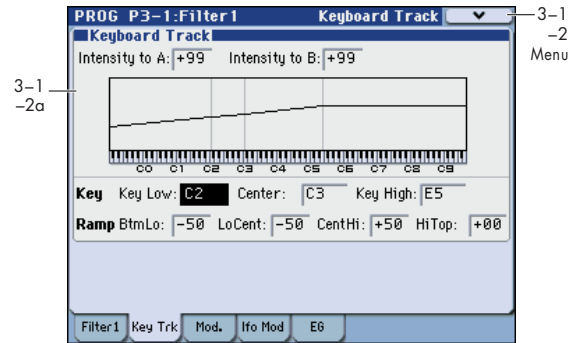 PROG P3-1:Filter1 Keyboard Track
3–1
–2
Menu
Keyboard Track
Intensity to A: +99 Intensity to B: +99
3–1
–2a
C0 C1 C2 C3 C4 C5 C6 C7 C8 C9
Key Key Low: C2 Center: C3 Key High: E5
Ramp BtmLo: -50 LoCent: -50 CentHi: +50 HiTop: +00
Filter1 Key Trk Mod. lfo Mod EG